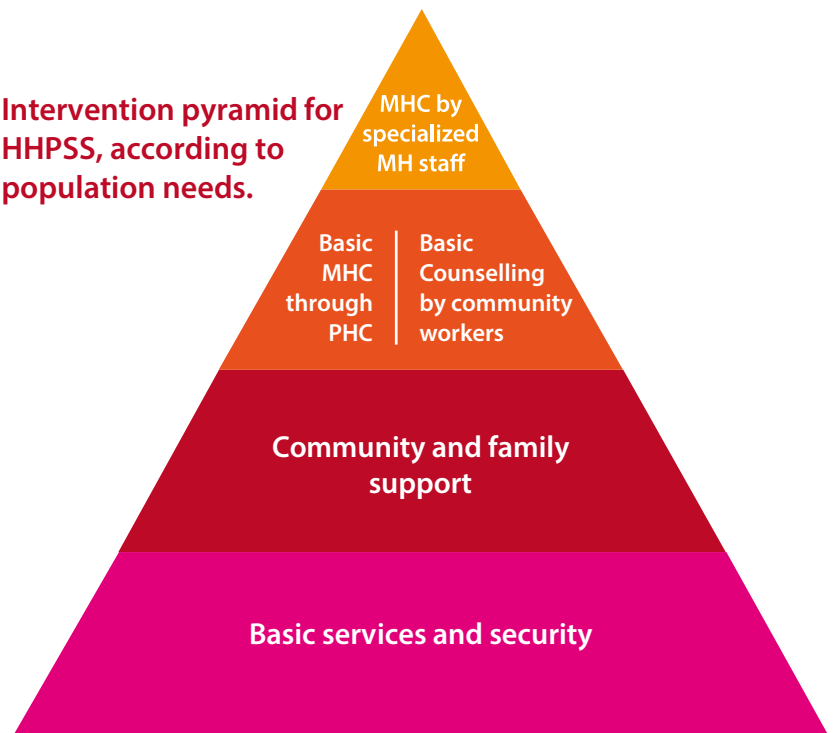 Intervention pyramid for
HHPSS, according to
population needs.
MHC by
specialized
MH staff
Basic
MHC
through
PHC
Basic
Counselling
by community
workers
Community and family
support
Basic services and security